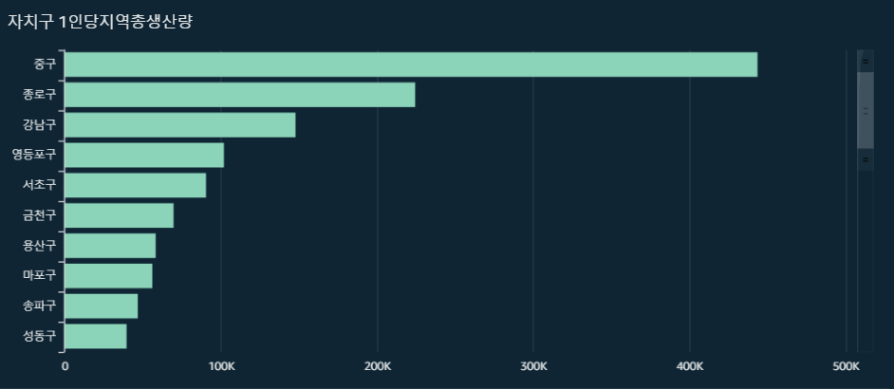 자치구 1인당지역총생산량
중구
종로구
강남구
영등포구
서초구
금천구
용산구
마포구
송파구
성동구
0 100K 200K 300K 400K 500K